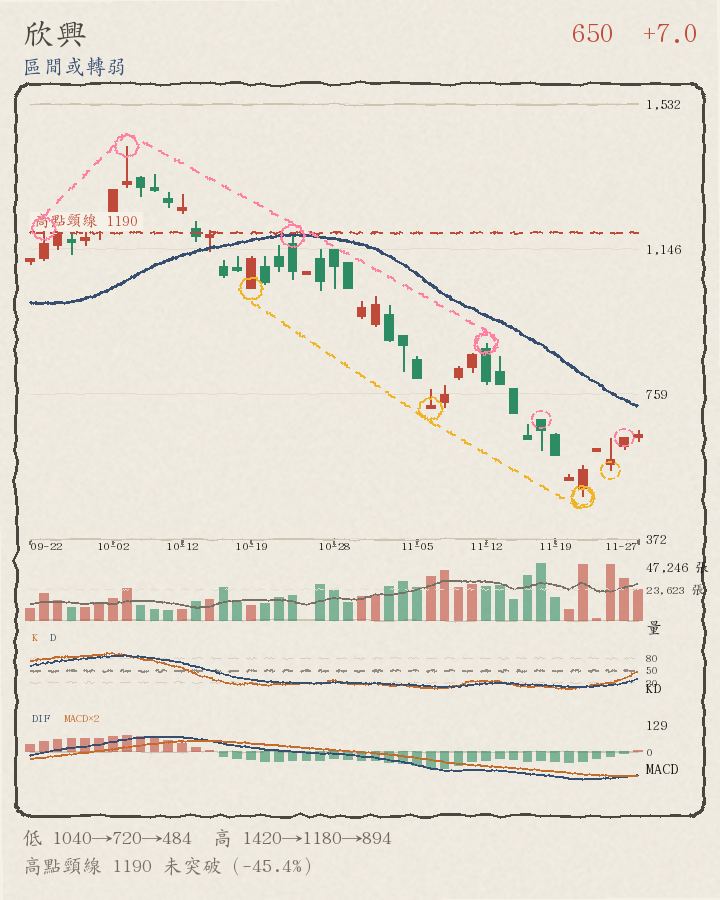 欣興
650 +7.0
區間或轉弱
1,532
高點頸線 1190
1,146
759
372
09-22 10-02 10-12 10-19 10-28 11-05 11-12 11-19 11-27
47,246 張
23,623 張
量
K D
80
50
20
KD
DIF MACD×2
129
0
MACD
低 1040→720→484 高 1420→1180→894
高點頸線 1190 未突破 (-45.4%)